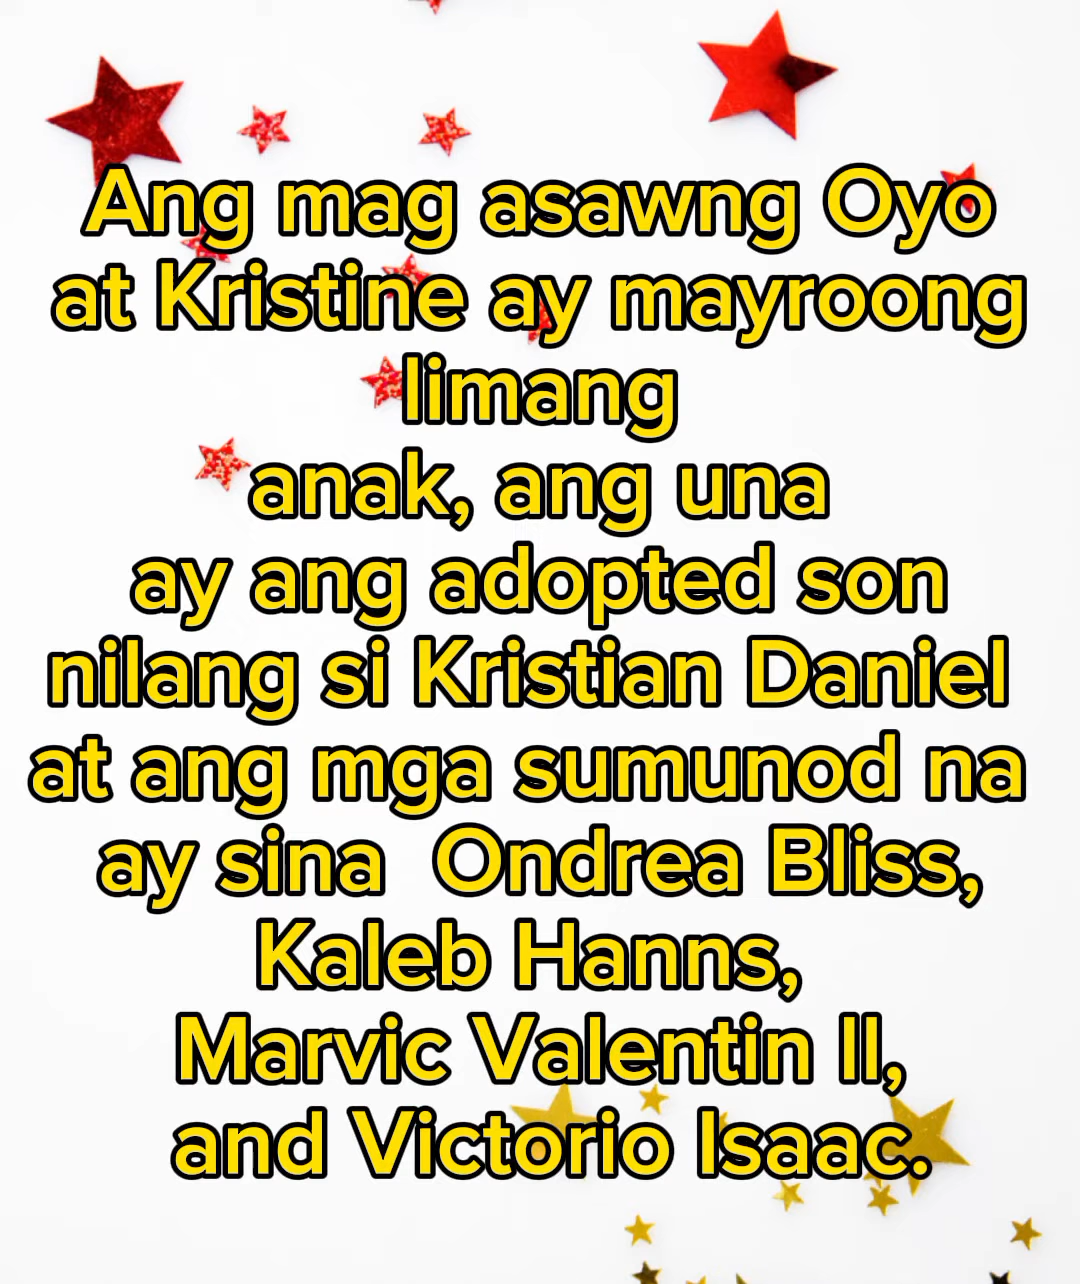 Ang mag asawng Oyo
at Kristine ay mayroong
limang
anak, ang una
ay ang adopted son
nilang si Kristian Daniel
at ang mga sumunod na
ay sina Ondrea Bliss,
Kaleb Hanns,
Marvic Valentin II,
and Victorio Isaac.